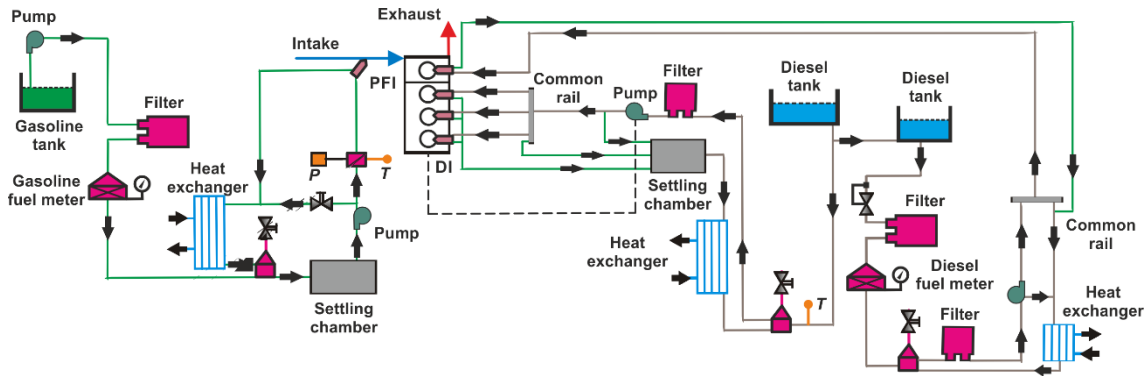 Pump
Gasoline
tank
Filter
Gasoline
fuel meter
Heat
exchanger
Intake
Exhaust
PFI
DI
P
T
Pump
Settling
chamber
Common
rail
Pump
Filter
Settling
chamber
Heat
exchanger
Diesel
tank
Diesel
tank
T
Filter
Diesel
fuel meter
Filter
Common
rail
Heat
exchanger